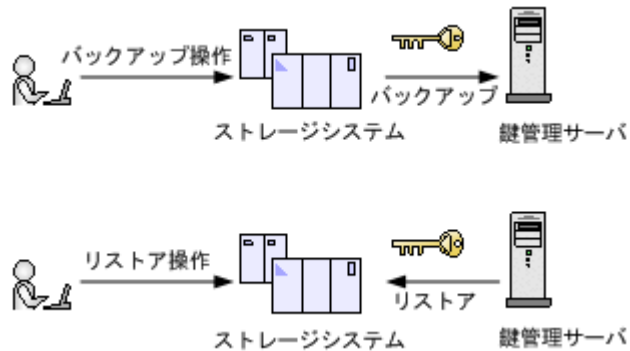 バックアップ操作
バックアップ
ストレージシステム
鍵管理サーバ
リストア操作
リストア
ストレージシステム
鍵管理サーバ